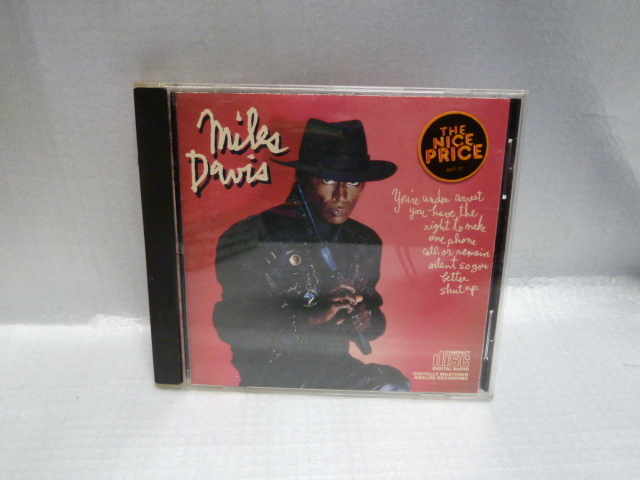 Miles
Davis
THE
NICE
PRICE
You're under arrest
you have the
right to make
one phone
call or remain
silent so you
better
shut up.
COMPACT
disc
DIGITAL AUDIO
DIGITALLY MASTERED
ANALOG RECORDING